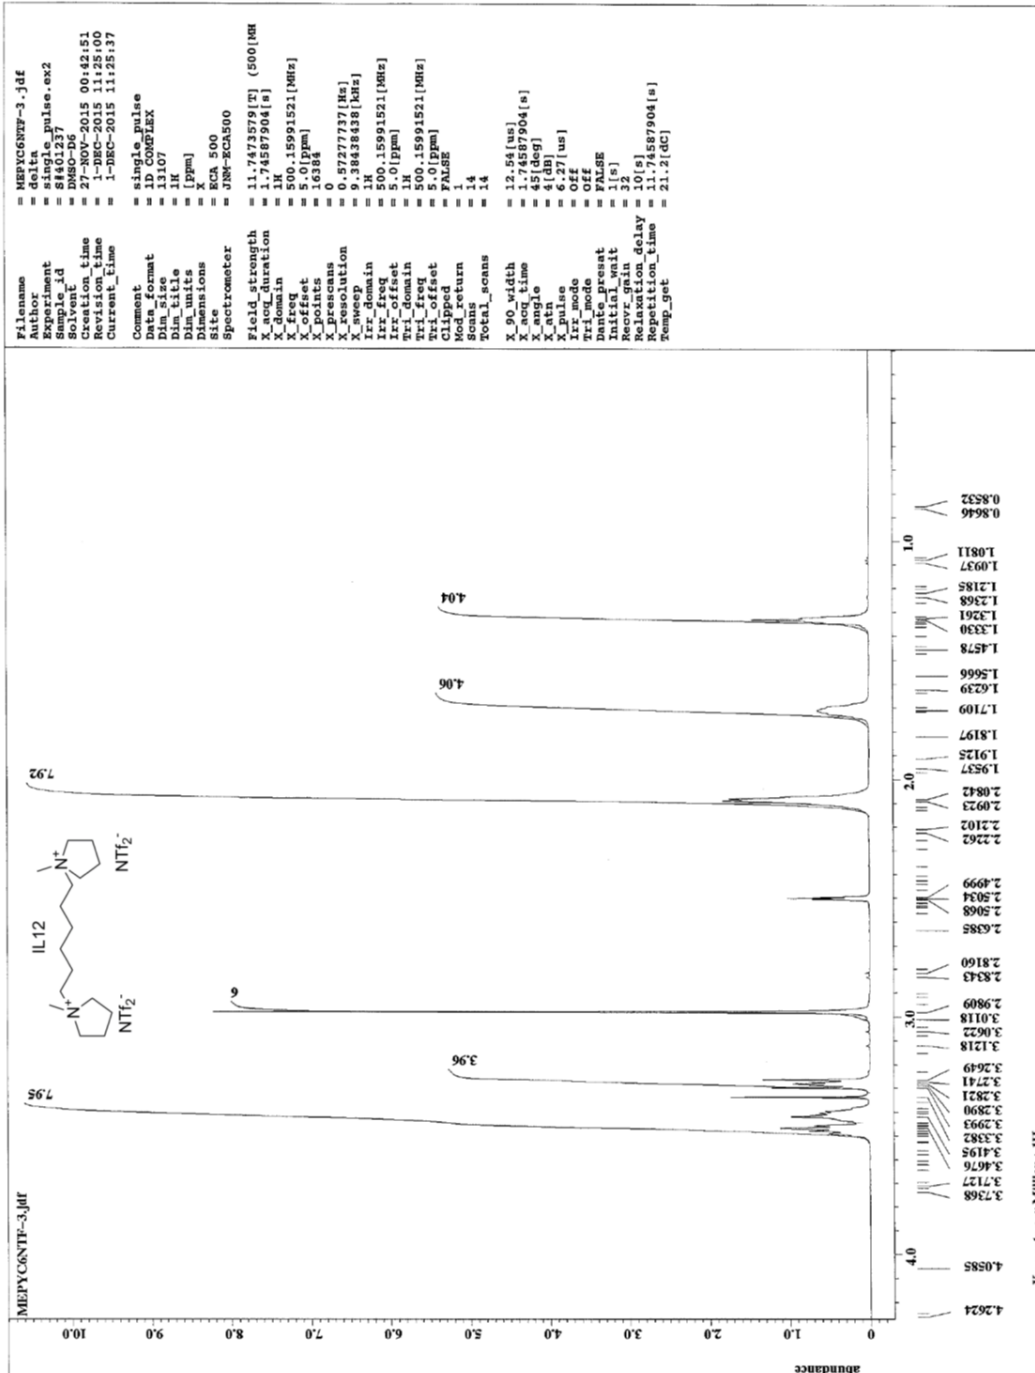 Filename = MEPYC6NTF-3.jdf
Author = delta
Experiment = single_pulse.ex2
Sample_id = S#401237
Solvent = DMSO-D6
Creation_time = 27-NOV-2015 00:42:51
Revision_time = 1-DEC-2015 11:25:00
Current_time = 1-DEC-2015 11:25:37
Comment = single_pulse
Data_format = 1D COMPLEX
Dim_size = 13107
Dim_title = 1H
Dim_units = [ppm]
Dimensions = X
Site = ECA 500
Spectrometer = JNM-ECA500
Field_strength = 11.7473579[T] (500[MH
X_acq_duration = 1.74587904[s]
X_domain = 1H
X_freq = 500.15991521[MHz]
X_offset = 5.0[ppm]
X_points = 16384
X_prescans = 0
X_resolution = 0.57277737[Hz]
X_sweep = 9.38438438[kHz]
Irr_domain = 1H
Irr_freq = 500.15991521[MHz]
Irr_offset = 5.0[ppm]
Tri_domain = 1H
Tri_freq = 500.15991521[MHz]
Tri_offset = 5.0[ppm]
Clipped = FALSE
Mod_return = 1
Scans = 14
Total_scans = 14
X_90_width = 12.54[us]
X_acq_time = 1.74587904[s]
X_angle = 45[deg]
X_atn = 4[dB]
X_pulse = 6.27[us]
Irr_mode = Off
Tri_mode = Off
Dante_presat = FALSE
Initial_wait = 1[s]
Recvr_gain = 32
Relaxation_delay = 10[s]
Repetition_time = 11.74587904[s]
Temp_get = 21.2[dC]
MEPYC6NTF-3.jdf
IL12
N+
N+
NTf2-
NTf2-
7.95
3.96
6
7.92
4.06
4.04
abundance
0
1.0
2.0
3.0
4.0
5.0
6.0
7.0
8.0
9.0
10.0
4.0
3.0
2.0
1.0
4.2624
4.0585
3.7368
3.7127
3.4676
3.4195
3.3382
3.2993
3.2890
3.2821
3.2741
3.2649
3.1218
3.0622
3.0118
2.9809
2.8343
2.8160
2.6385
2.5068
2.5034
2.4999
2.2262
2.2102
2.0923
2.0842
1.9537
1.9125
1.8197
1.7109
1.6239
1.5666
1.4578
1.3330
1.3261
1.2368
1.2185
1.0937
1.0811
0.8646
0.8532